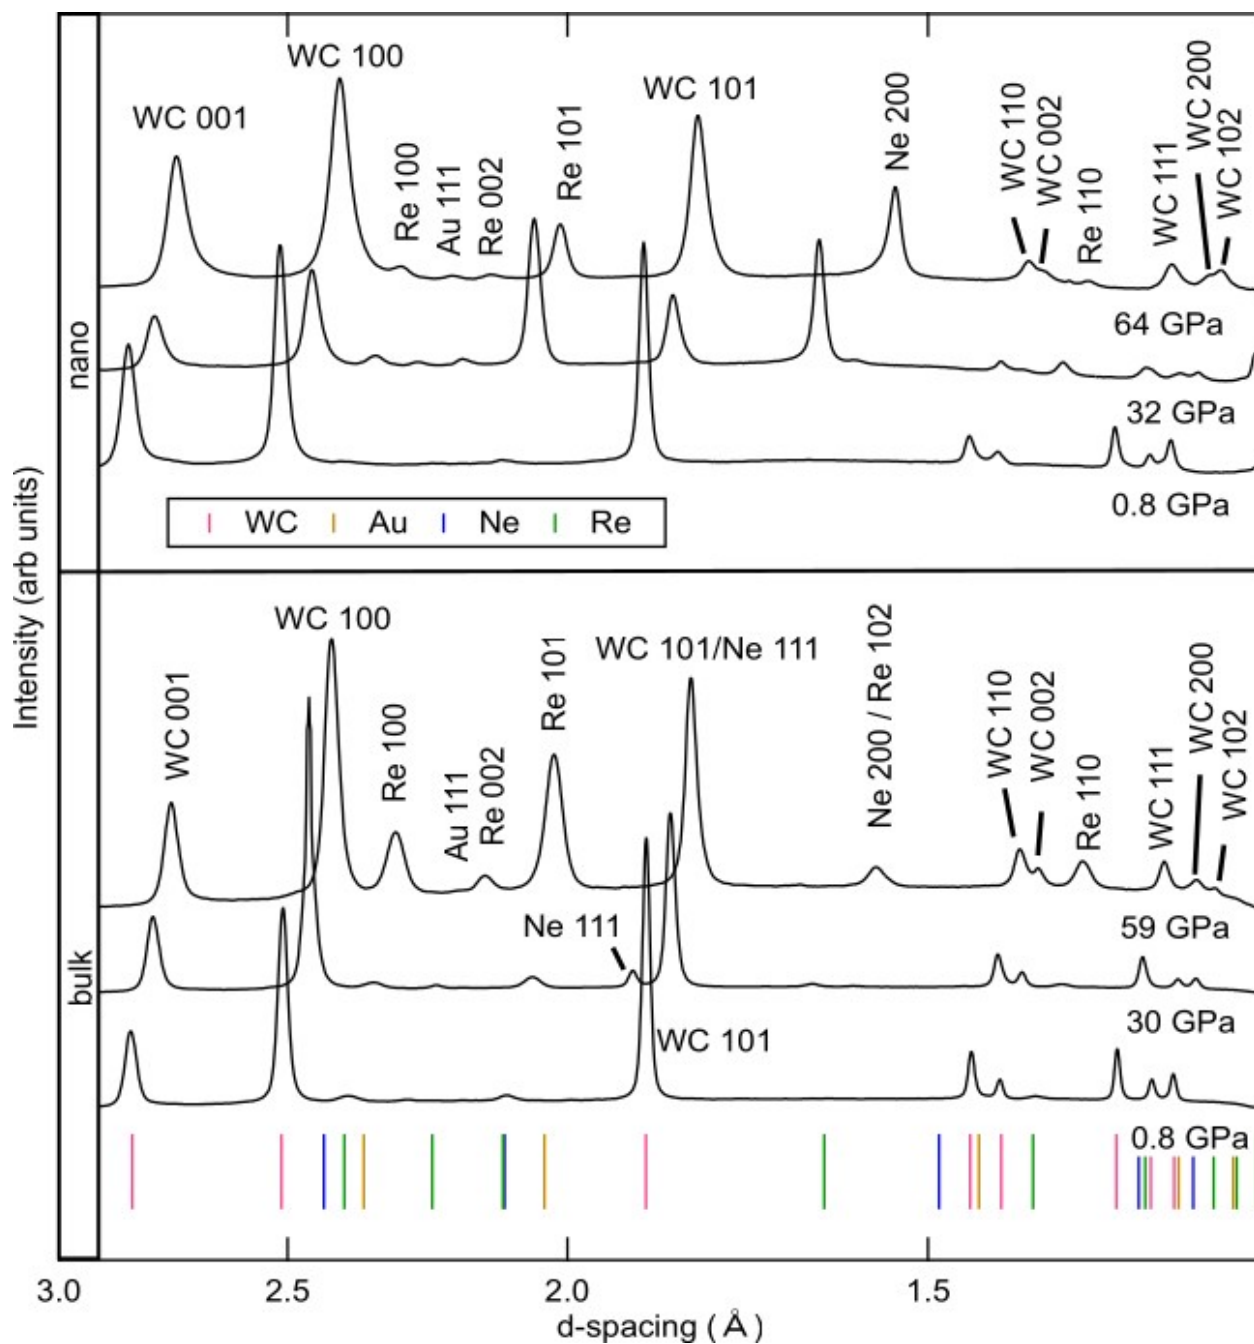 WC 100
WC 001
Re 100
Au 111
Re 002
Re 101
WC 101
Ne 200
WC 110
WC 002
Re 110
WC 111
WC 200
WC 102
64 GPa
32 GPa
0.8 GPa
nano
WC Au Ne Re
Intensity (arb units)
WC 100
WC 001
Re 100
Au 111
Re 002
Re 101
WC 101/Ne 111
Ne 200 / Re 102
WC 110
WC 002
Re 110
WC 111
WC 200
WC 102
59 GPa
Ne 111
30 GPa
WC 101
0.8 GPa
bulk
3.0 2.5 2.0 1.5
d-spacing (Å)